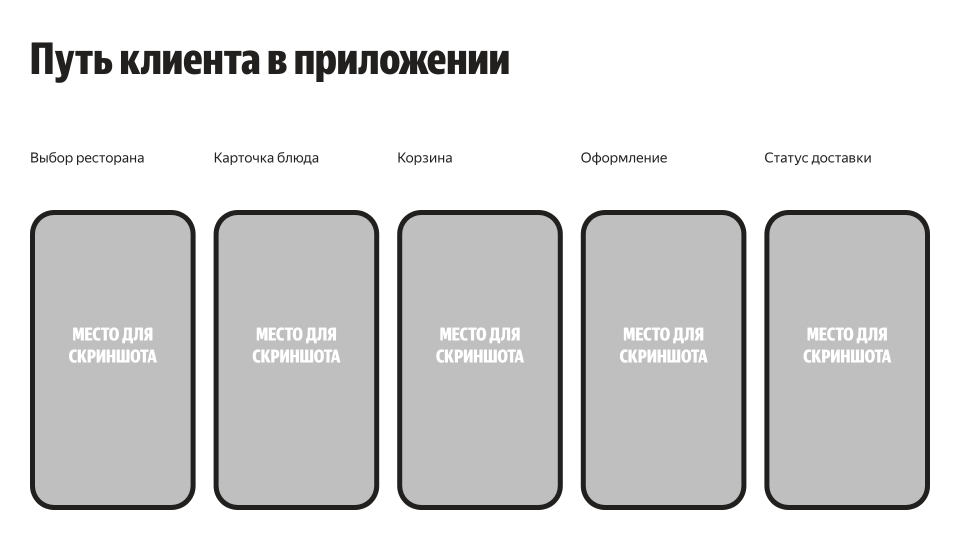 Путь клиента в приложении
Выбор ресторана
Карточка блюда
Корзина
Оформление
Статус доставки
МЕСТО ДЛЯ
СКРИНШОТА
МЕСТО ДЛЯ
СКРИНШОТА
МЕСТО ДЛЯ
СКРИНШОТА
МЕСТО ДЛЯ
СКРИНШОТА
МЕСТО ДЛЯ
СКРИНШОТА